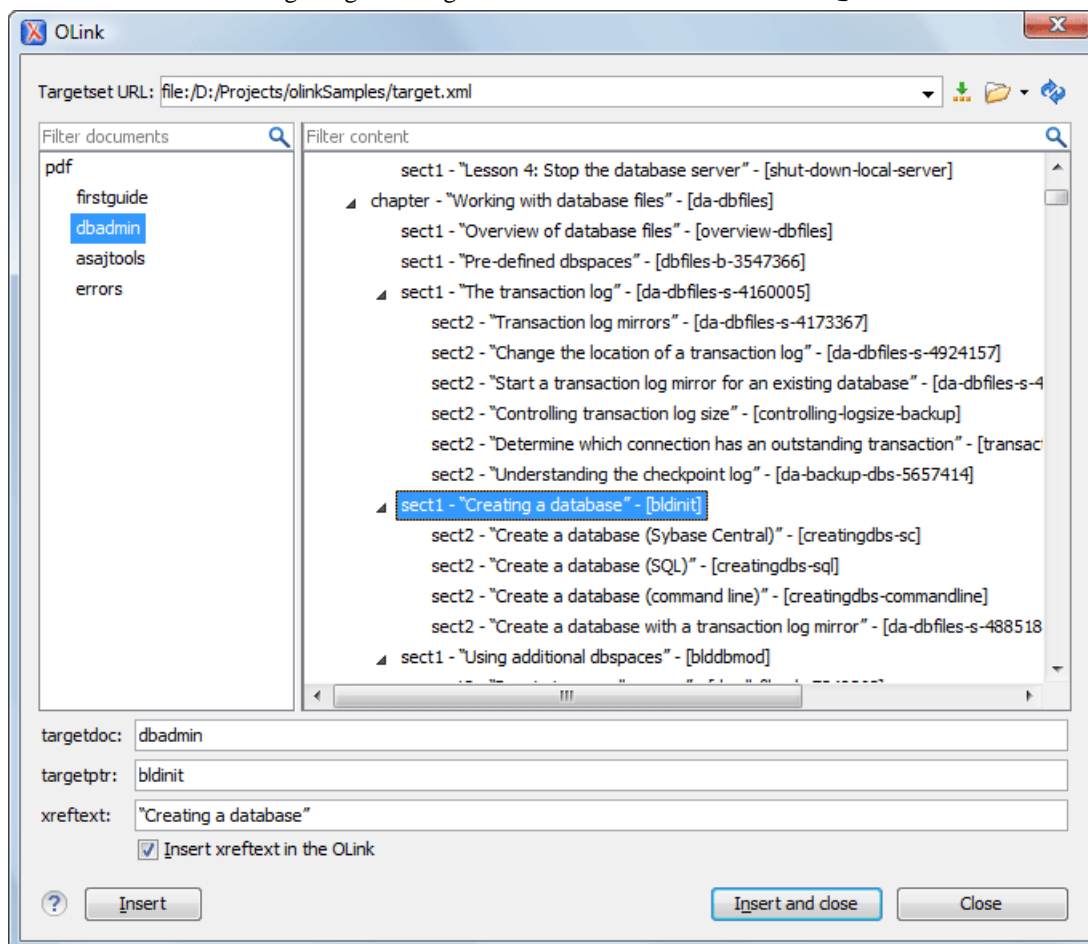 OLink
Targetset URL: file:/D:/Projects/olinkSamples/target.xml
Filter documents
Filter content
pdf
firstguide
dbadmin
asajtools
errors
sect1 - “Lesson 4: Stop the database server” - [shut-down-local-server]
chapter - “Working with database files” - [da-dbfiles]
sect1 - “Overview of database files” - [overview-dbfiles]
sect1 - “Pre-defined dbspaces” - [dbfiles-b-3547366]
sect1 - “The transaction log” - [da-dbfiles-s-4160005]
sect2 - “Transaction log mirrors” - [da-dbfiles-s-4173367]
sect2 - “Change the location of a transaction log” - [da-dbfiles-s-4924157]
sect2 - “Start a transaction log mirror for an existing database” - [da-dbfiles-s-4
sect2 - “Controlling transaction log size” - [controlling-logsize-backup]
sect2 - “Determine which connection has an outstanding transaction” - [transact
sect2 - “Understanding the checkpoint log” - [da-backup-dbs-5657414]
sect1 - “Creating a database” - [bldinit]
sect2 - “Create a database (Sybase Central)” - [creatingdbs-sc]
sect2 - “Create a database (SQL)” - [creatingdbs-sql]
sect2 - “Create a database (command line)” - [creatingdbs-commandline]
sect2 - “Create a database with a transaction log mirror” - [da-dbfiles-s-488518
sect1 - “Using additional dbspaces” - [blddbmod]
targetdoc: dbadmin
targetptr: bldinit
xreftext: “Creating a database”
Insert xreftext in the OLink
? Insert Insert and close Close